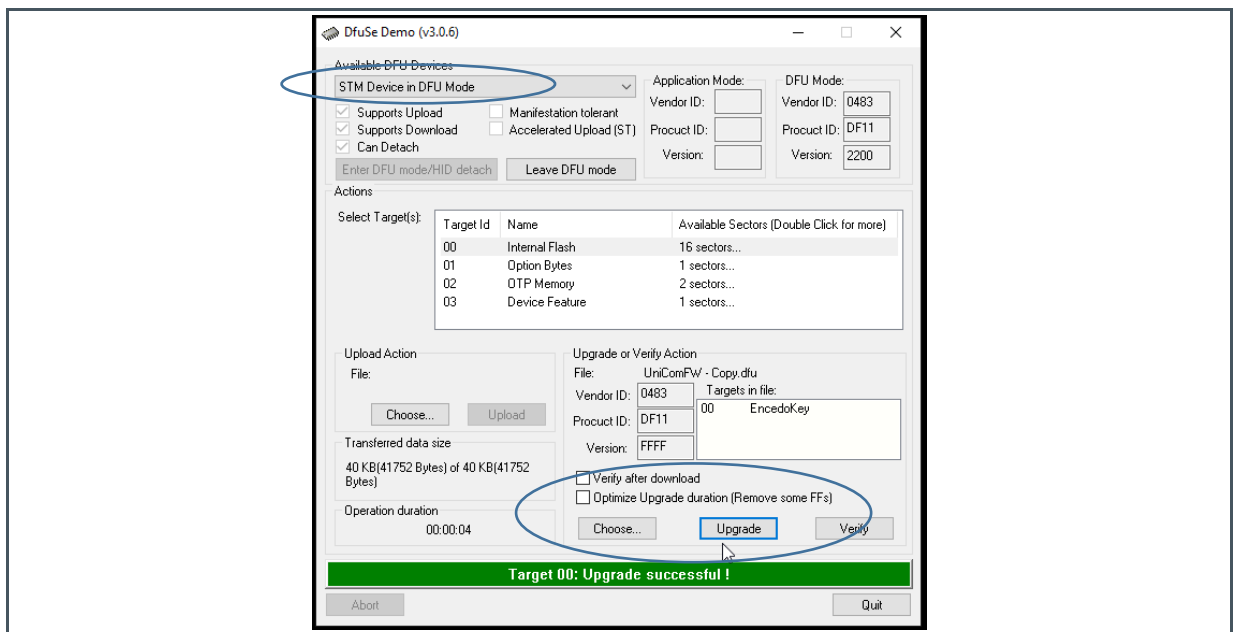 DfuSe Demo (v3.0.6)
Available DFU Devices
STM Device in DFU Mode
Supports Upload
Manifestation tolerant
Supports Download
Accelerated Upload (ST)
Can Detach
Enter DFU mode/HID detach
Leave DFU mode
Application Mode:
Vendor ID:
Procuct ID:
Version:
DFU Mode:
Vendor ID: 0483
Procuct ID: DF11
Version: 2200
Actions
Select Target(s):
Target Id Name Available Sectors (Double Click for more)
00 Internal Flash 16 sectors...
01 Option Bytes 1 sectors...
02 OTP Memory 2 sectors...
03 Device Feature 1 sectors...
Upload Action
File:
Choose... Upload
Transferred data size
40 KB(41752 Bytes) of 40 KB(41752
Bytes)
Operation duration
00:00:04
Upgrade or Verify Action
File: UniComFW - Copy.dfu
Vendor ID: 0483
Procuct ID: DF11
Version: FFFF
Targets in file:
00 EncedoKey
Verify after download
Optimize Upgrade duration (Remove some FFs)
Choose... Upgrade Verify
Target 00: Upgrade successful !
Abort Quit